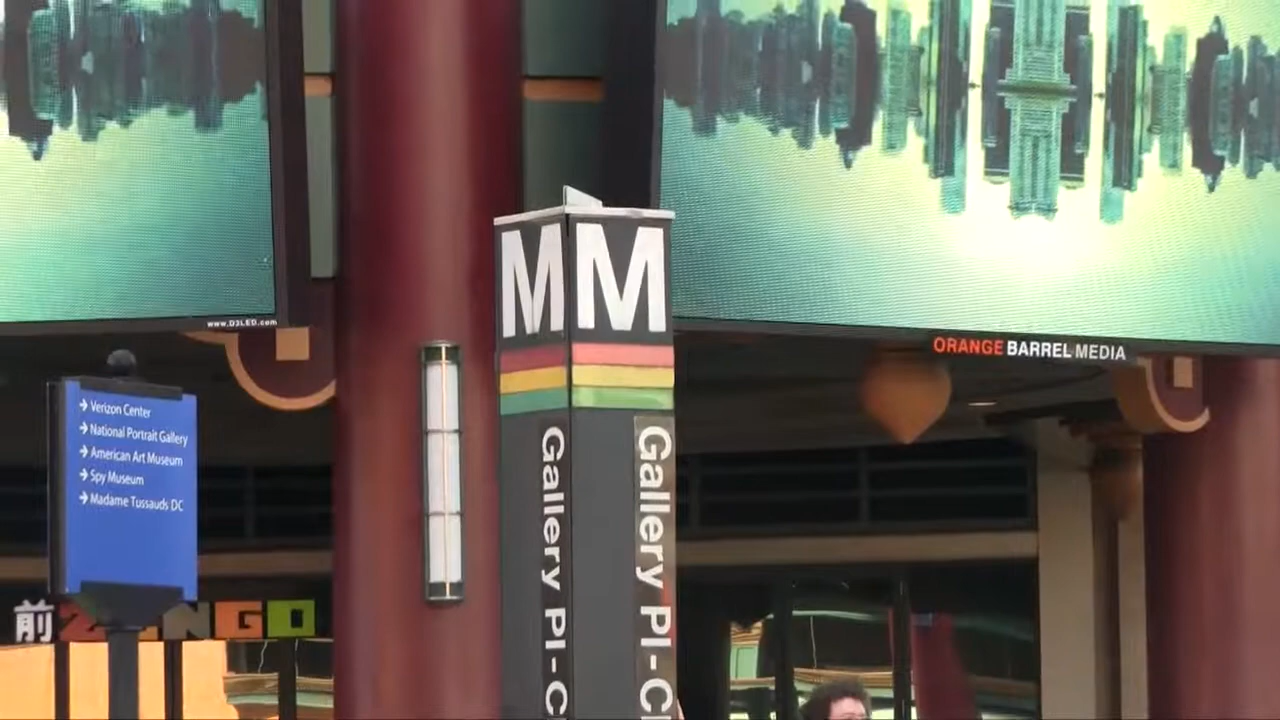 www.D3LED.com
ORANGE BARREL MEDIA
M M
→ Verizon Center
→ National Portrait Gallery
→ American Art Museum
→ Spy Museum
→ Madame Tussauds DC
Gallery Pl-C
Gallery Pl-C
前 ZENGO